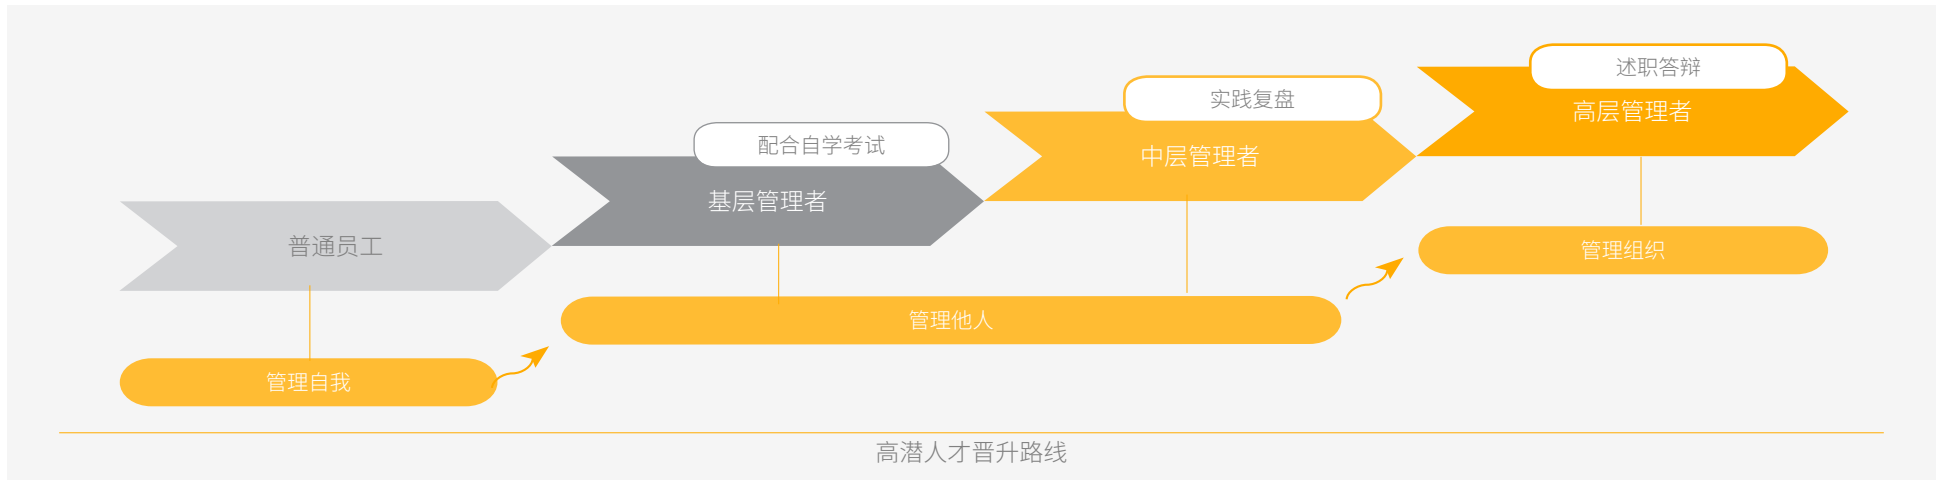 述职答辩
高层管理者
实践复盘
中层管理者
配合自学考试
基层管理者
普通员工
管理组织
管理他人
管理自我
高潜人才晋升路线